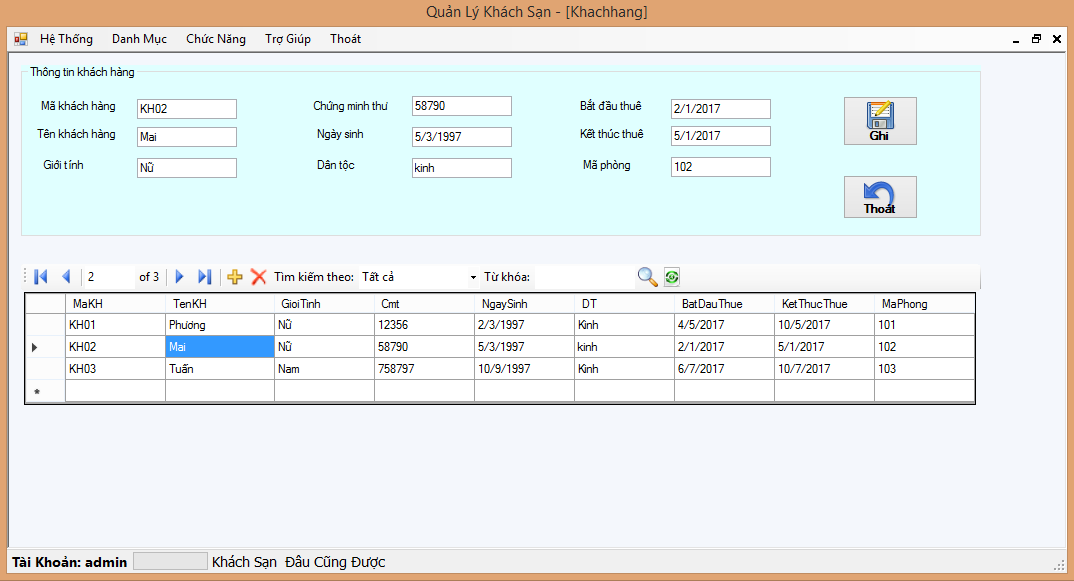 Quản Lý Khách Sạn - [Khachhang]
Hệ Thống Danh Mục Chức Năng Trợ Giúp Thoát
Thông tin khách hàng
Mã khách hàng KH02 Chứng minh thư 58790 Bắt đầu thuê 2/1/2017 Ghi
Tên khách hàng Mai Ngày sinh 5/3/1997 Kết thúc thuê 5/1/2017
Giới tính Nữ Dân tộc kinh Mã phòng 102 Thoát
2 of 3 Tìm kiếm theo: Tất cả Từ khóa:
MaKH TenKH GioiTinh Cmt NgaySinh DT BatDauThue KetThucThue MaPhong
KH01 Phương Nữ 12356 2/3/1997 Kinh 4/5/2017 10/5/2017 101
KH02 Mai Nữ 58790 5/3/1997 kinh 2/1/2017 5/1/2017 102
KH03 Tuấn Nam 758797 10/9/1997 Kinh 6/7/2017 10/7/2017 103
Tài Khoản: admin Khách Sạn Đâu Cũng Được